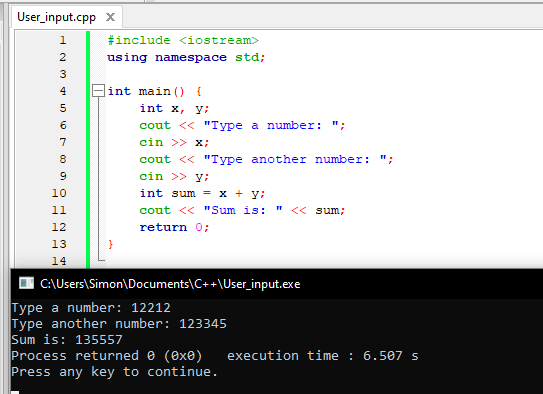 User_input.cpp X
1 #include <iostream>
2 using namespace std;
3
4 int main() {
5 int x, y;
6 cout << "Type a number: ";
7 cin >> x;
8 cout << "Type another number: ";
9 cin >> y;
10 int sum = x + y;
11 cout << "Sum is: " << sum;
12 return 0;
13 }
14
C:\Users\Simon\Documents\C++\User_input.exe
Type a number: 12212
Type another number: 123345
Sum is: 135557
Process returned 0 (0x0)   execution time : 6.507 s
Press any key to continue.